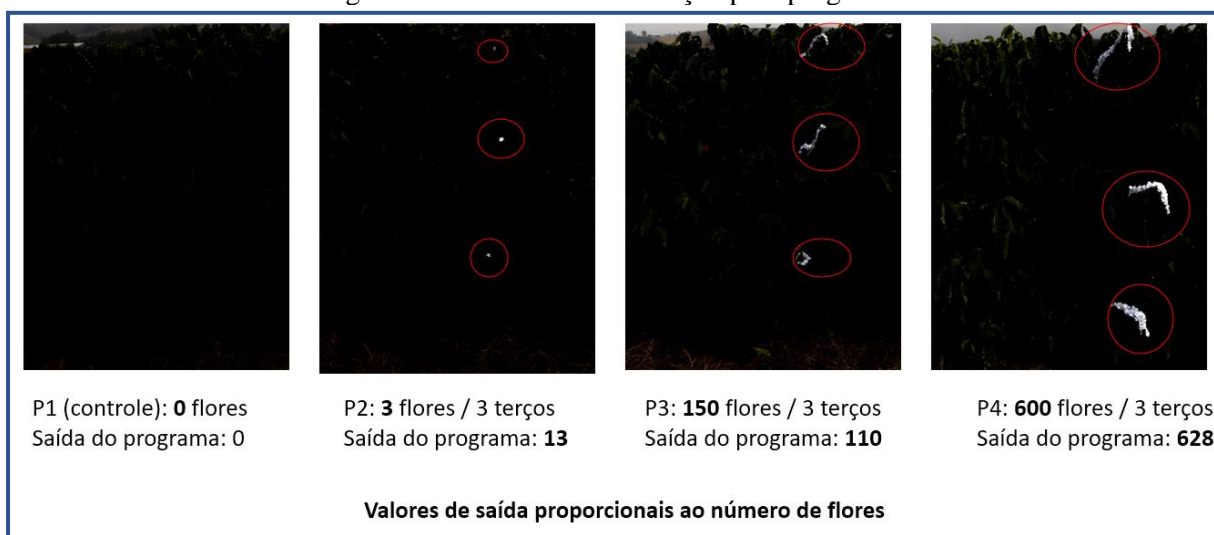 P1 (controle): 0 flores
Saída do programa: 0
P2: 3 flores / 3 terços
Saída do programa: 13
P3: 150 flores / 3 terços
Saída do programa: 110
P4: 600 flores / 3 terços
Saída do programa: 628
Valores de saída proporcionais ao número de flores